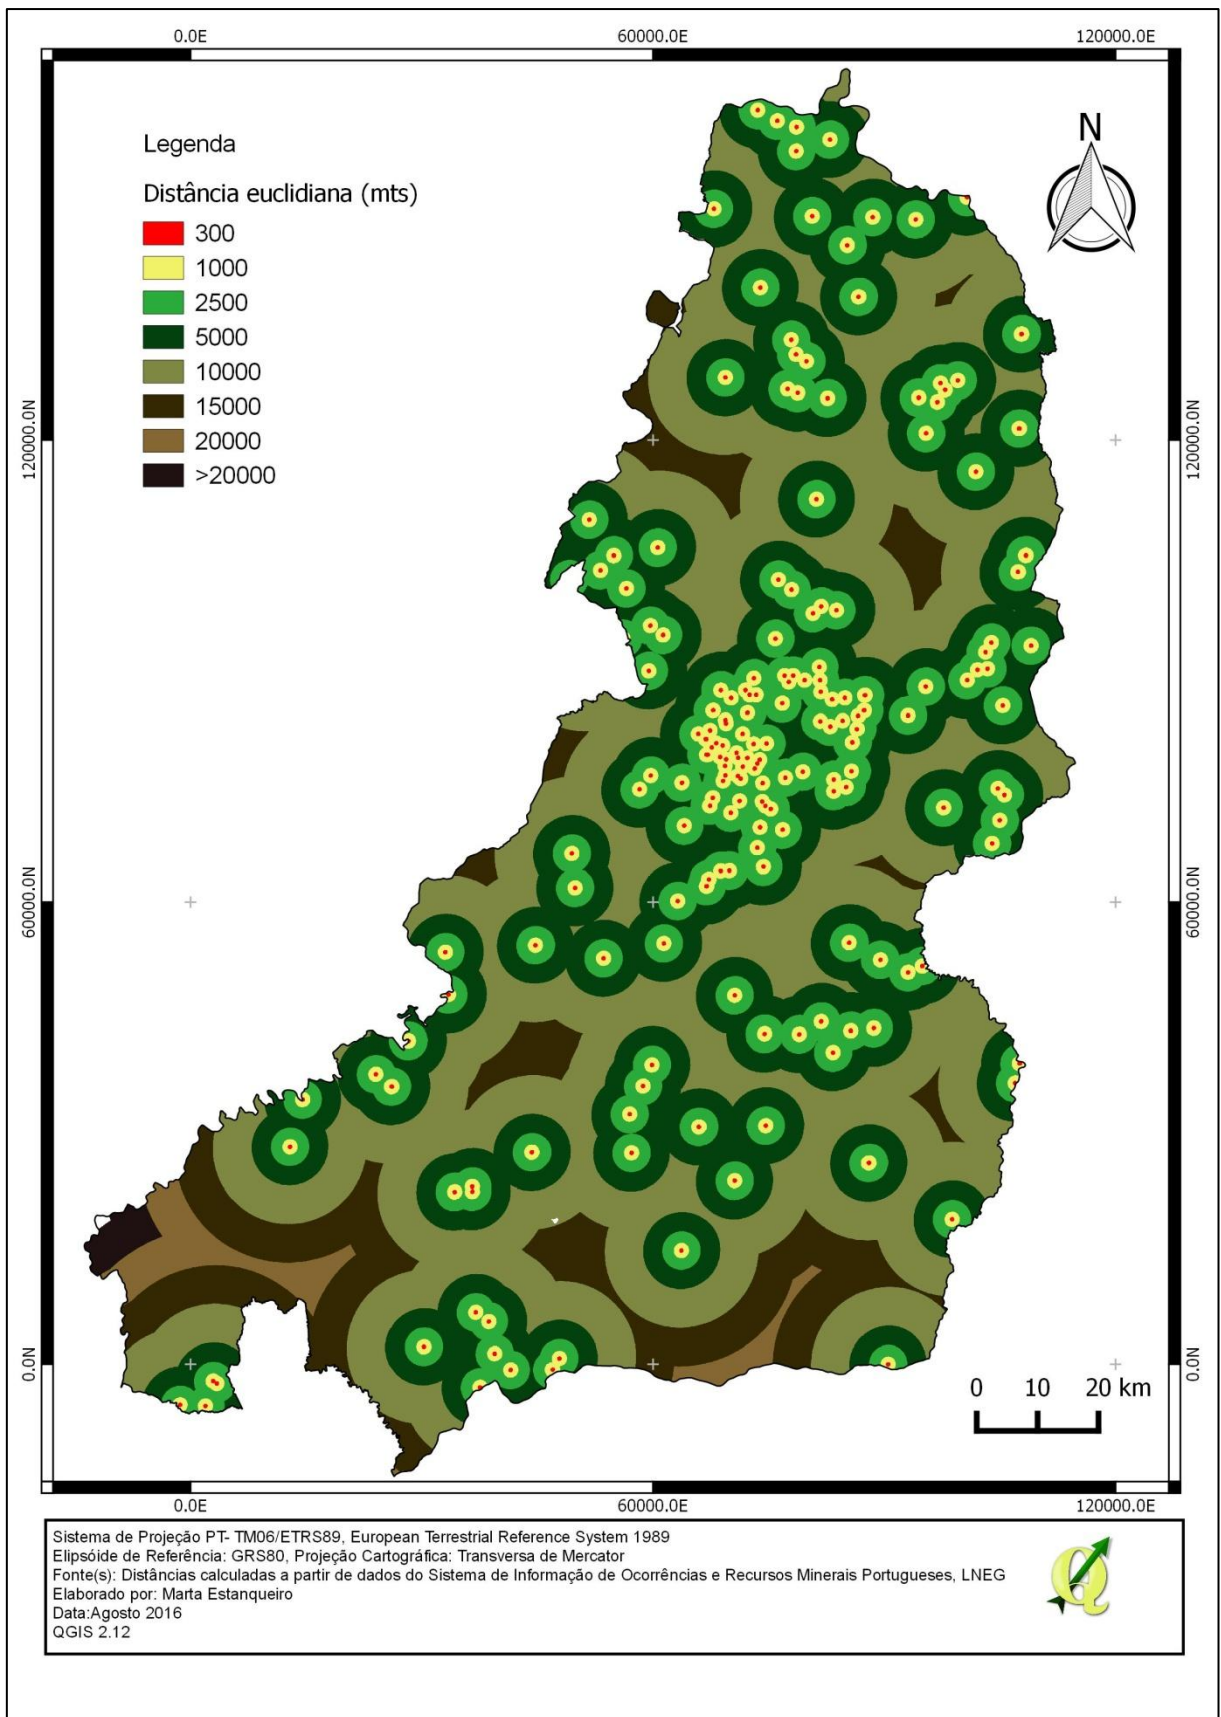 0.0E 60000.0E 120000.0E
N
Legenda
Distância euclidiana (mts)
300
1000
2500
5000
10000
15000
20000
>20000
120000.0N 120000.0N
60000.0N 60000.0N
0.0N 0.0N
0 10 20 km
0.0E 60000.0E 120000.0E
Sistema de Projeção PT- TM06/ETRS89, European Terrestrial Reference System 1989
Elipsóide de Referência: GRS80, Projeção Cartográfica: Transversa de Mercator
Fonte(s): Distâncias calculadas a partir de dados do Sistema de Informação de Ocorrências e Recursos Minerais Portugueses, LNEG
Elaborado por: Marta Estanqueiro
Data:Agosto 2016
QGIS 2.12